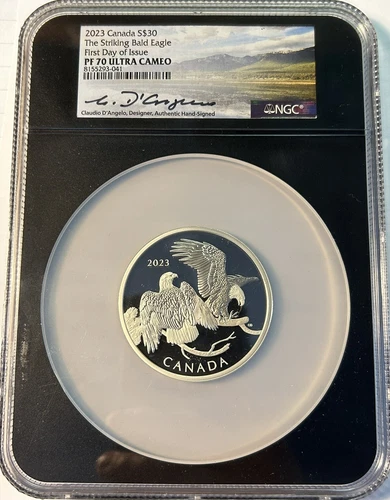 2023 Canada S$30
The Striking Bald Eagle
First Day of Issue
PF 70 ULTRA CAMEO
8155293-041
C. D'Angelo
Claudio D'Angelo, Designer, Authentic Hand-Signed
NGC
2023
CANADA